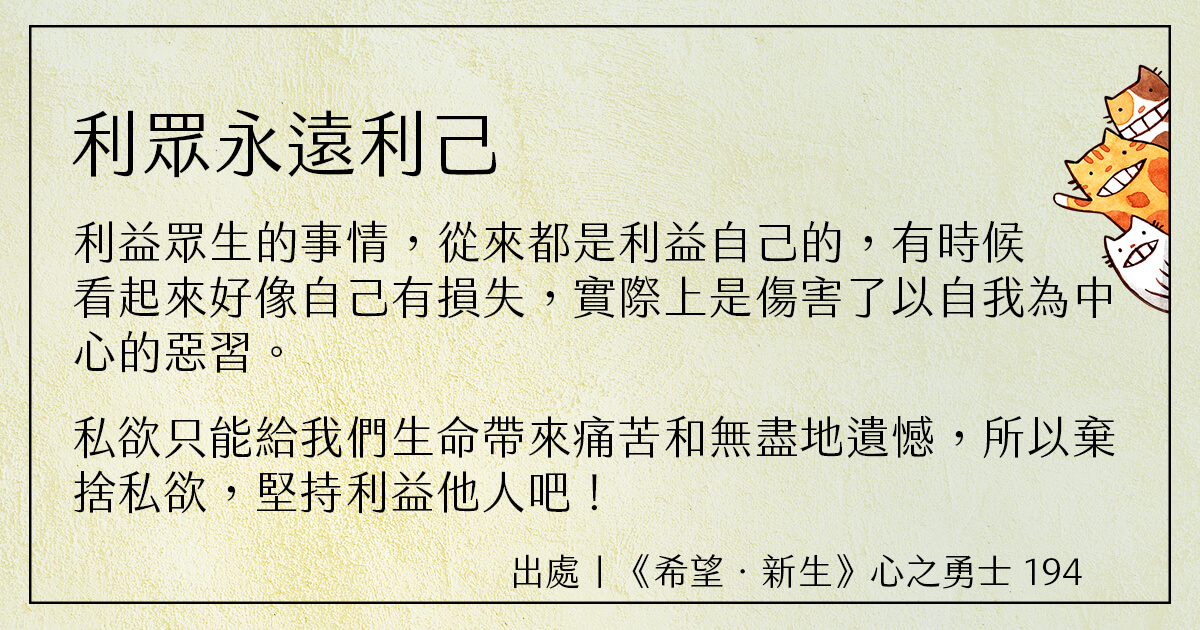 利眾永遠利己
利益眾生的事情，從來都是利益自己的，有時候
看起來好像自己有損失，實際上是傷害了以自我為中
心的惡習。
私欲只能給我們生命帶來痛苦和無盡地遺憾，所以棄
捨私欲，堅持利益他人吧！
出處｜《希望．新生》心之勇士 194